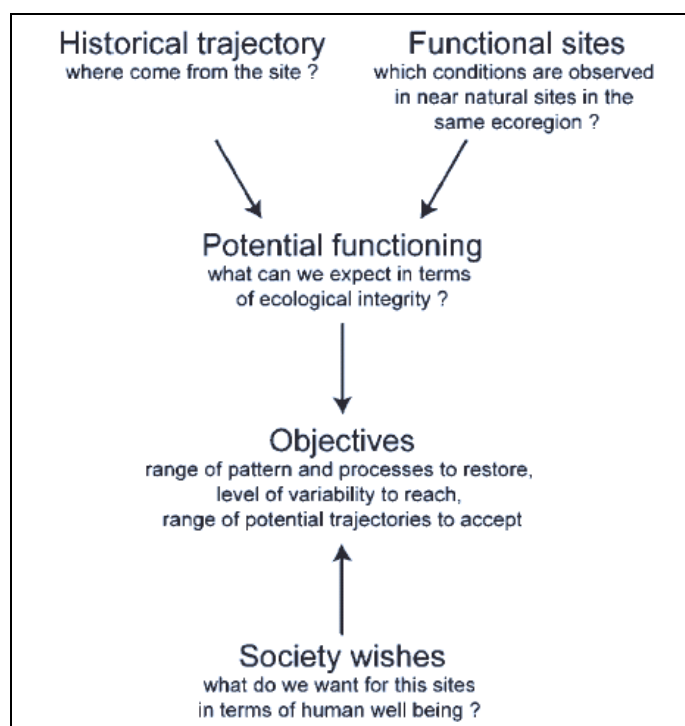 Historical trajectory
where come from the site ?
Functional sites
which conditions are observed
in near natural sites in the
same ecoregion ?
Potential functioning
what can we expect in terms
of ecological integrity ?
Objectives
range of pattern and processes to restore,
level of variability to reach,
range of potential trajectories to accept
Society wishes
what do we want for this sites
in terms of human well being ?